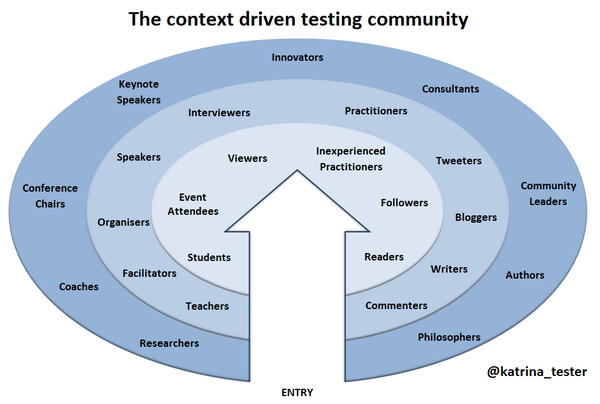 The context driven testing community
Innovators
Keynote
Speakers
Consultants
Interviewers
Practitioners
Speakers
Viewers
Inexperienced
Practitioners
Tweeters
Conference
Chairs
Event
Attendees
Followers
Community
Leaders
Organisers
Bloggers
Students
Readers
Coaches
Facilitators
Writers
Authors
Teachers
Commenters
Researchers
Philosophers
@katrina_tester
ENTRY